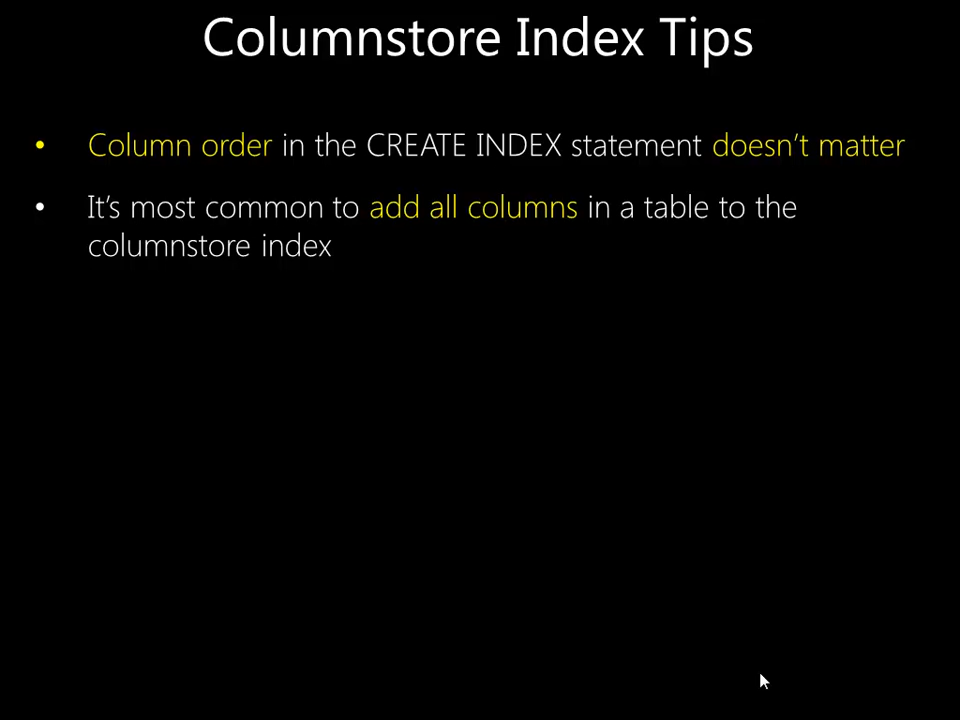 Columnstore Index Tips
• Column order in the CREATE INDEX statement doesn’t matter
• It’s most common to add all columns in a table to the
columnstore index